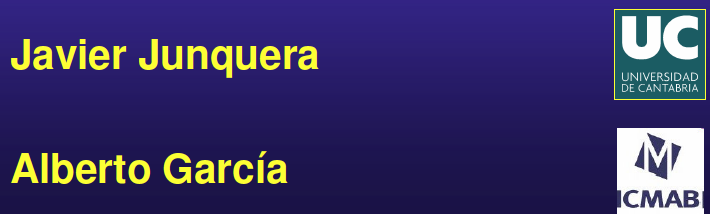 Javier Junquera
UC
UNIVERSIDAD
DE CANTABRIA
Alberto García
M
ICMAB